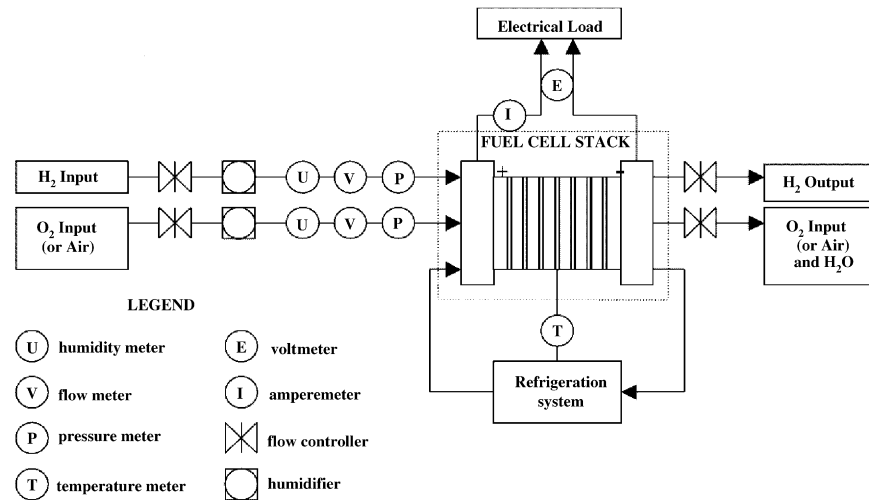 Electrical Load
E
I
FUEL CELL STACK
+ -
H2 Input
U V P
H2 Output
O2 Input
(or Air)
U V P
O2 Input
(or Air)
and H2O
T
Refrigeration
system
LEGEND
U humidity meter
V flow meter
P pressure meter
T temperature meter
E voltmeter
I amperemeter
flow controller
humidifier